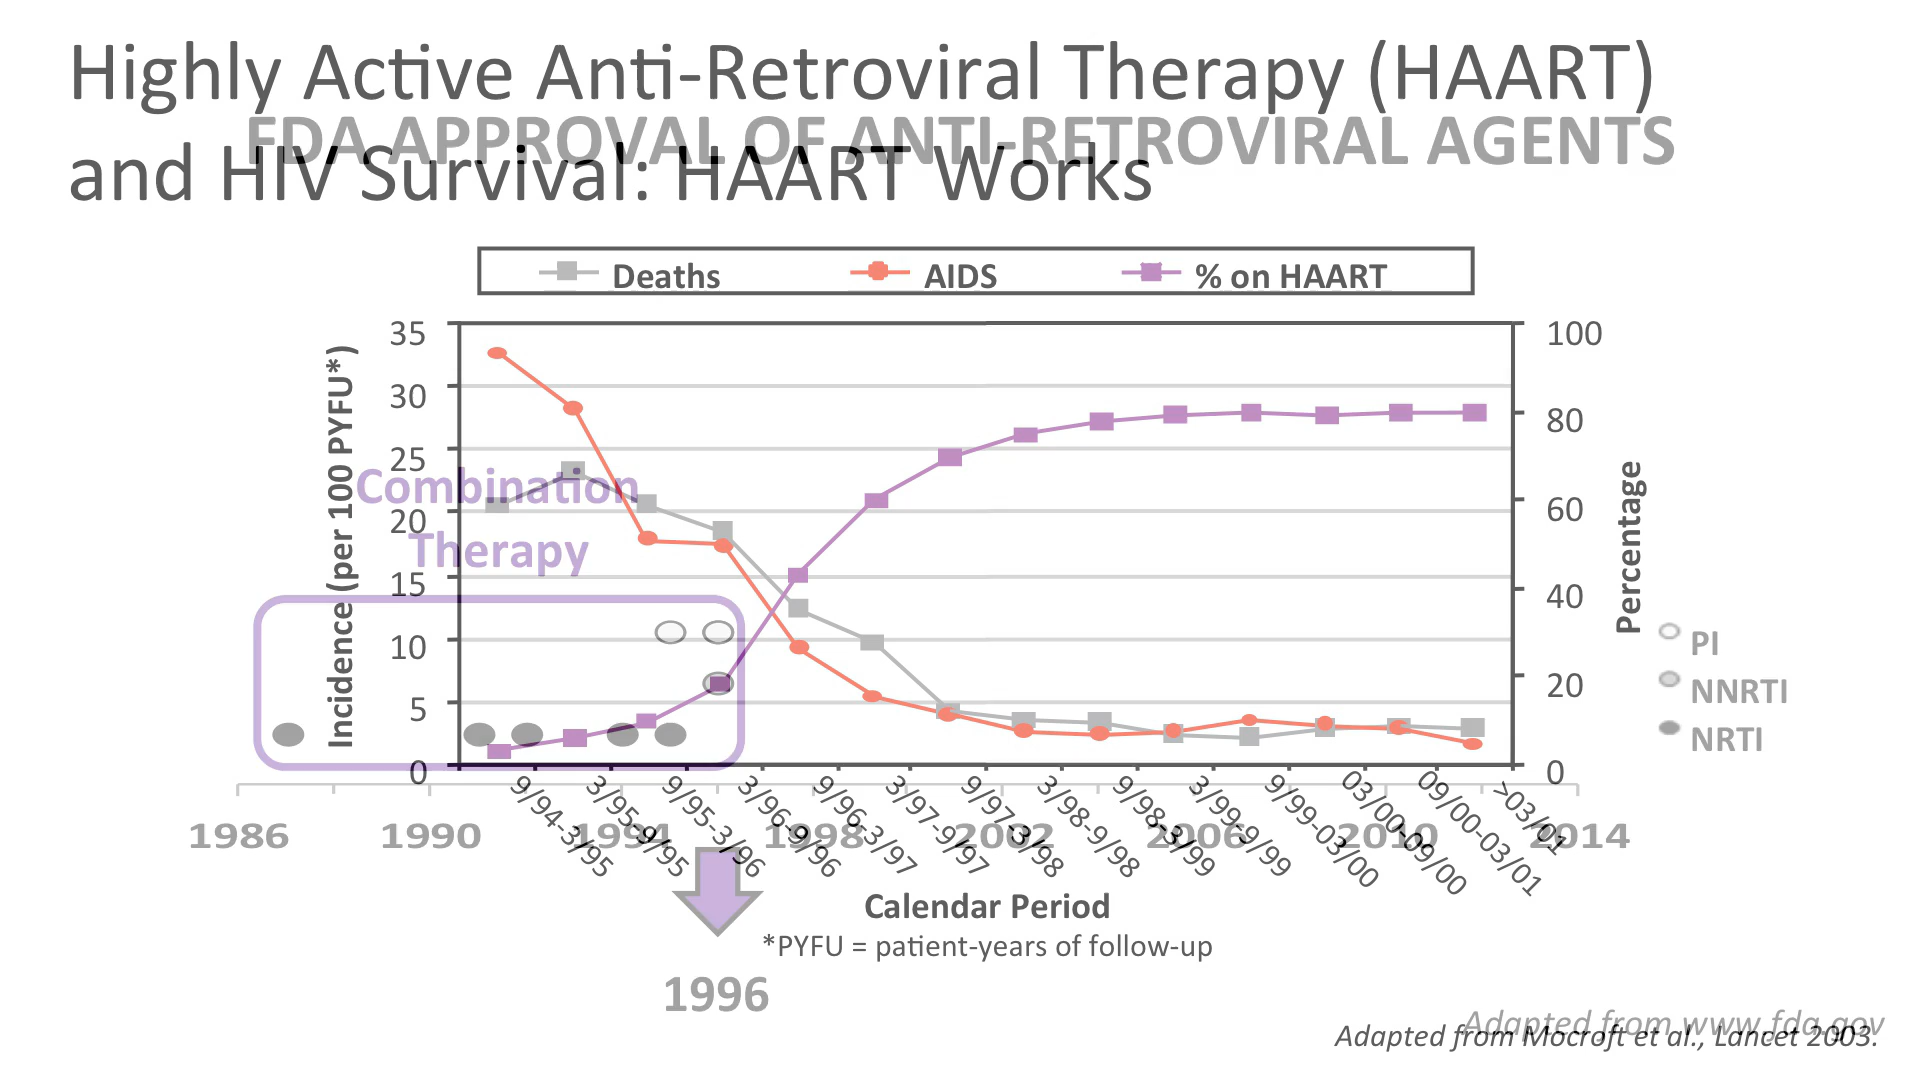 Highly Active Anti-Retroviral Therapy (HAART)
FDA APPROVAL OF ANTI-RETROVIRAL AGENTS
and HIV Survival: HAART Works
Deaths
AIDS
% on HAART
35
30
25
20
15
10
5
0
Incidence (per 100 PYFU*)
100
80
60
40
20
0
Percentage
Combination
Therapy
PI
NNRTI
NRTI
9/94-3/95
3/95-9/95
9/95-3/96
3/96-9/96
9/96-3/97
3/97-9/97
9/97-3/98
3/98-9/98
9/98-3/99
3/99-9/99
9/99-03/00
03/00-09/00
09/00-03/01
>03/01
1986
1990
1994
1998
2002
2006
2010
2014
Calendar Period
*PYFU = patient-years of follow-up
1996
Adapted from www.fda.gov
Adapted from Mocroft et al., Lancet 2003.